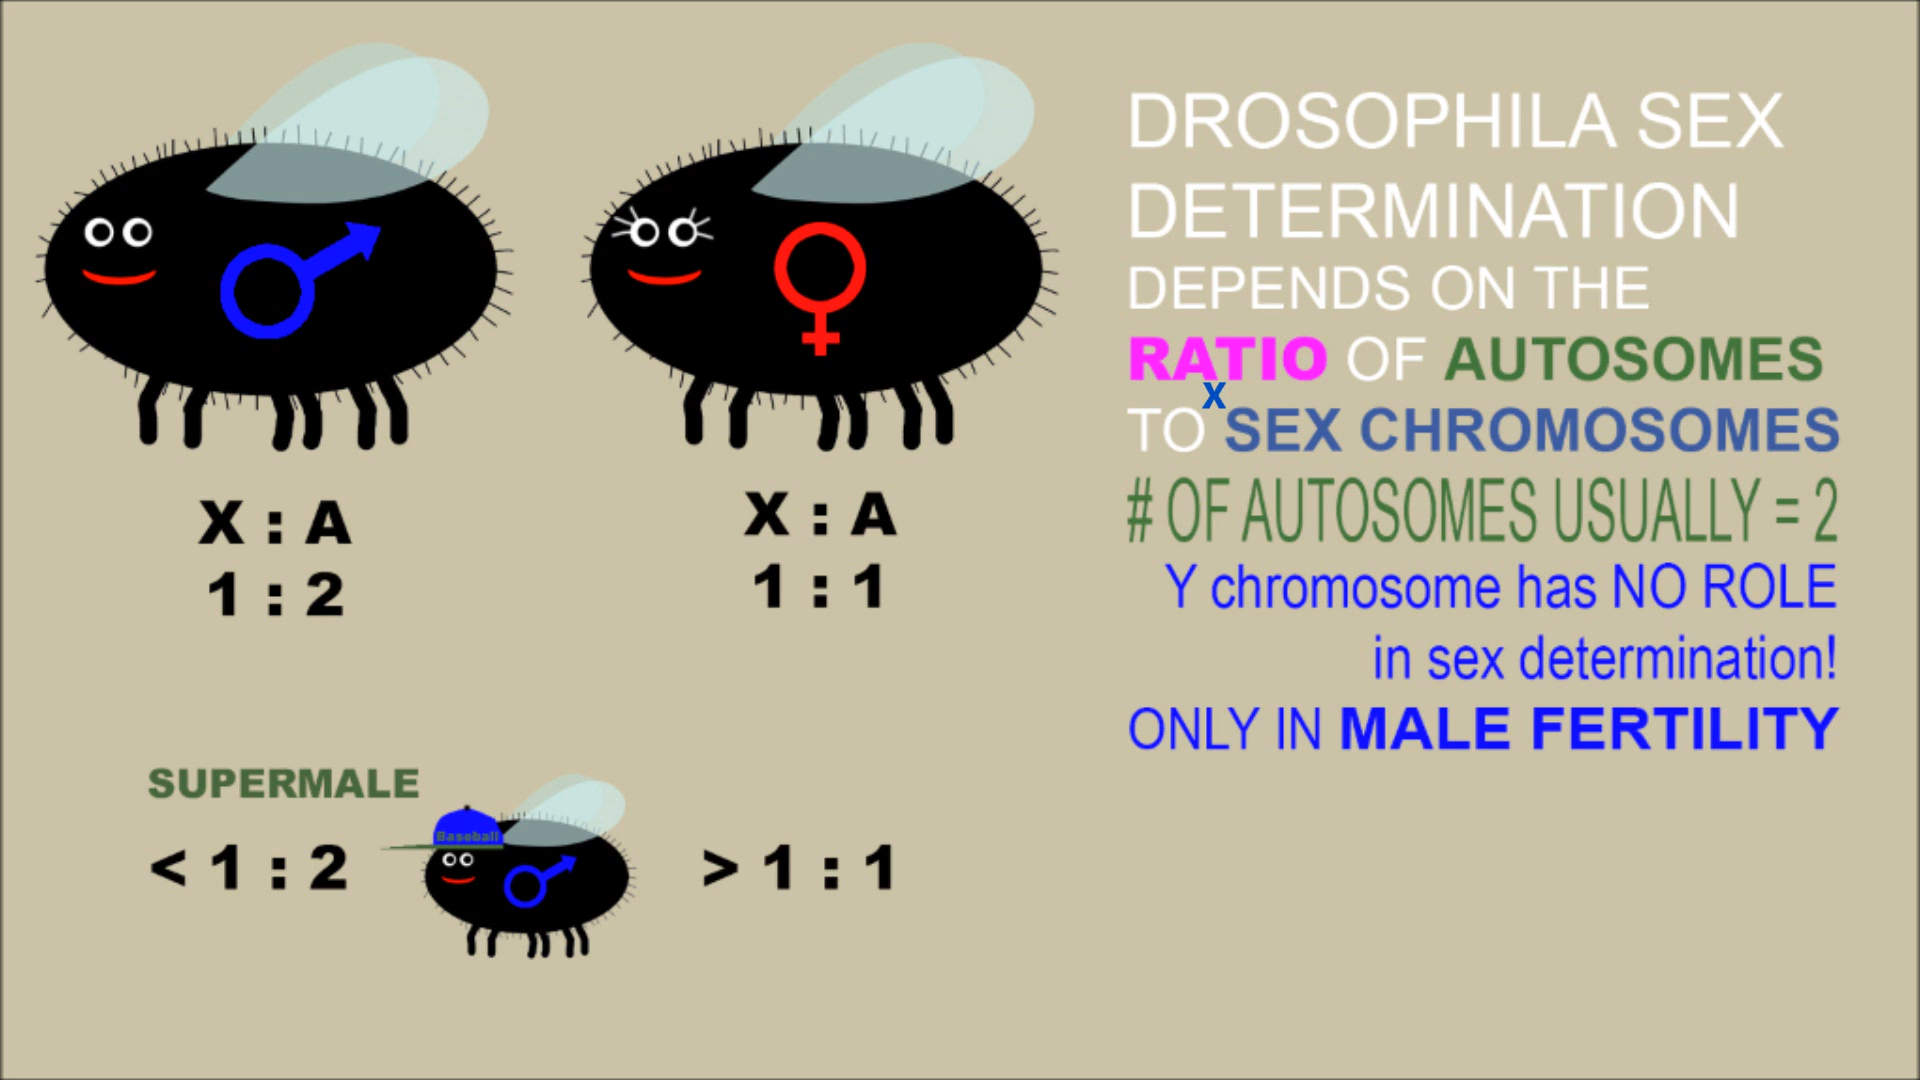 DROSOPHILA SEX
DETERMINATION
DEPENDS ON THE
RATIO OF AUTOSOMES
TO X SEX CHROMOSOMES
# OF AUTOSOMES USUALLY = 2
Y chromosome has NO ROLE
in sex determination!
ONLY IN MALE FERTILITY
X : A
1 : 2
X : A
1 : 1
SUPERMALE
< 1 : 2
Baseball
> 1 : 1